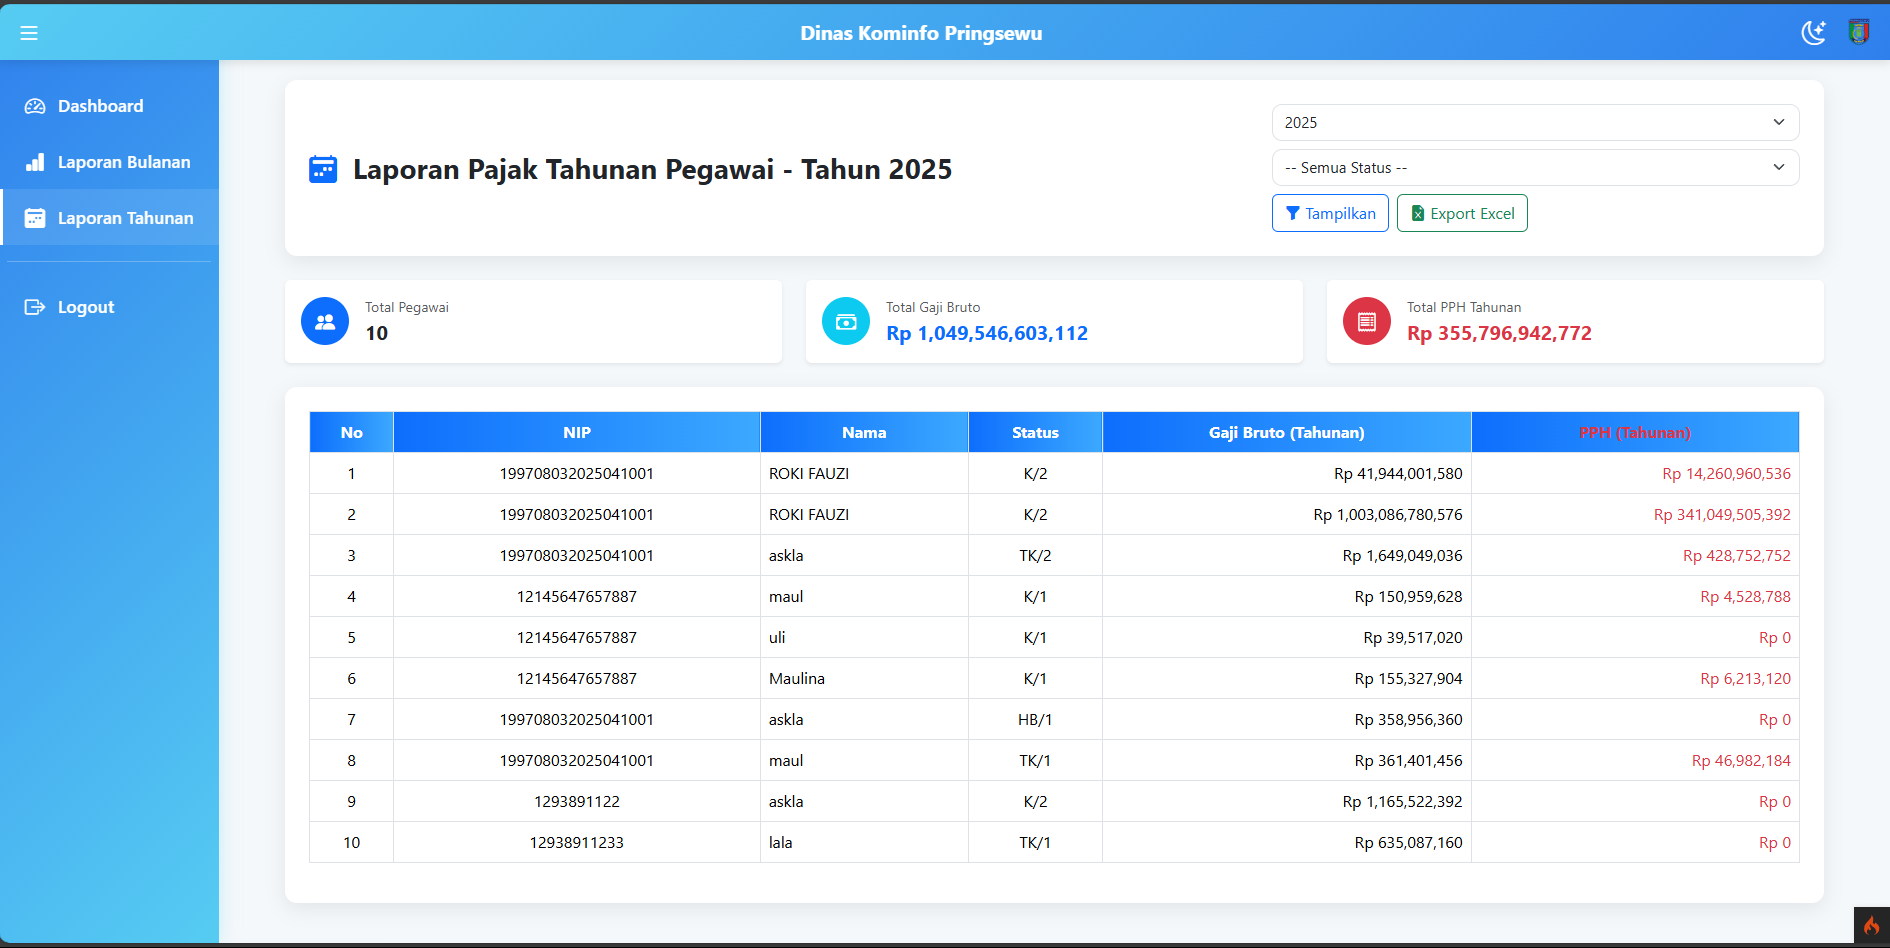 Dinas Kominfo Pringsewu
Dashboard
Laporan Bulanan
Laporan Tahunan
Logout
Laporan Pajak Tahunan Pegawai - Tahun 2025
2025
-- Semua Status --
Tampilkan Export Excel
Total Pegawai
10
Total Gaji Bruto
Rp 1,049,546,603,112
Total PPH Tahunan
Rp 355,796,942,772
No NIP Nama Status Gaji Bruto (Tahunan) PPH (Tahunan)
1 199708032025041001 ROKI FAUZI K/2 Rp 41,944,001,580 Rp 14,260,960,536
2 199708032025041001 ROKI FAUZI K/2 Rp 1,003,086,780,576 Rp 341,049,505,392
3 199708032025041001 askla TK/2 Rp 1,649,049,036 Rp 428,752,752
4 12145647657887 maul K/1 Rp 150,959,628 Rp 4,528,788
5 12145647657887 uli K/1 Rp 39,517,020 Rp 0
6 12145647657887 Maulina K/1 Rp 155,327,904 Rp 6,213,120
7 199708032025041001 askla HB/1 Rp 358,956,360 Rp 0
8 199708032025041001 maul TK/1 Rp 361,401,456 Rp 46,982,184
9 1293891122 askla K/2 Rp 1,165,522,392 Rp 0
10 12938911233 lala TK/1 Rp 635,087,160 Rp 0